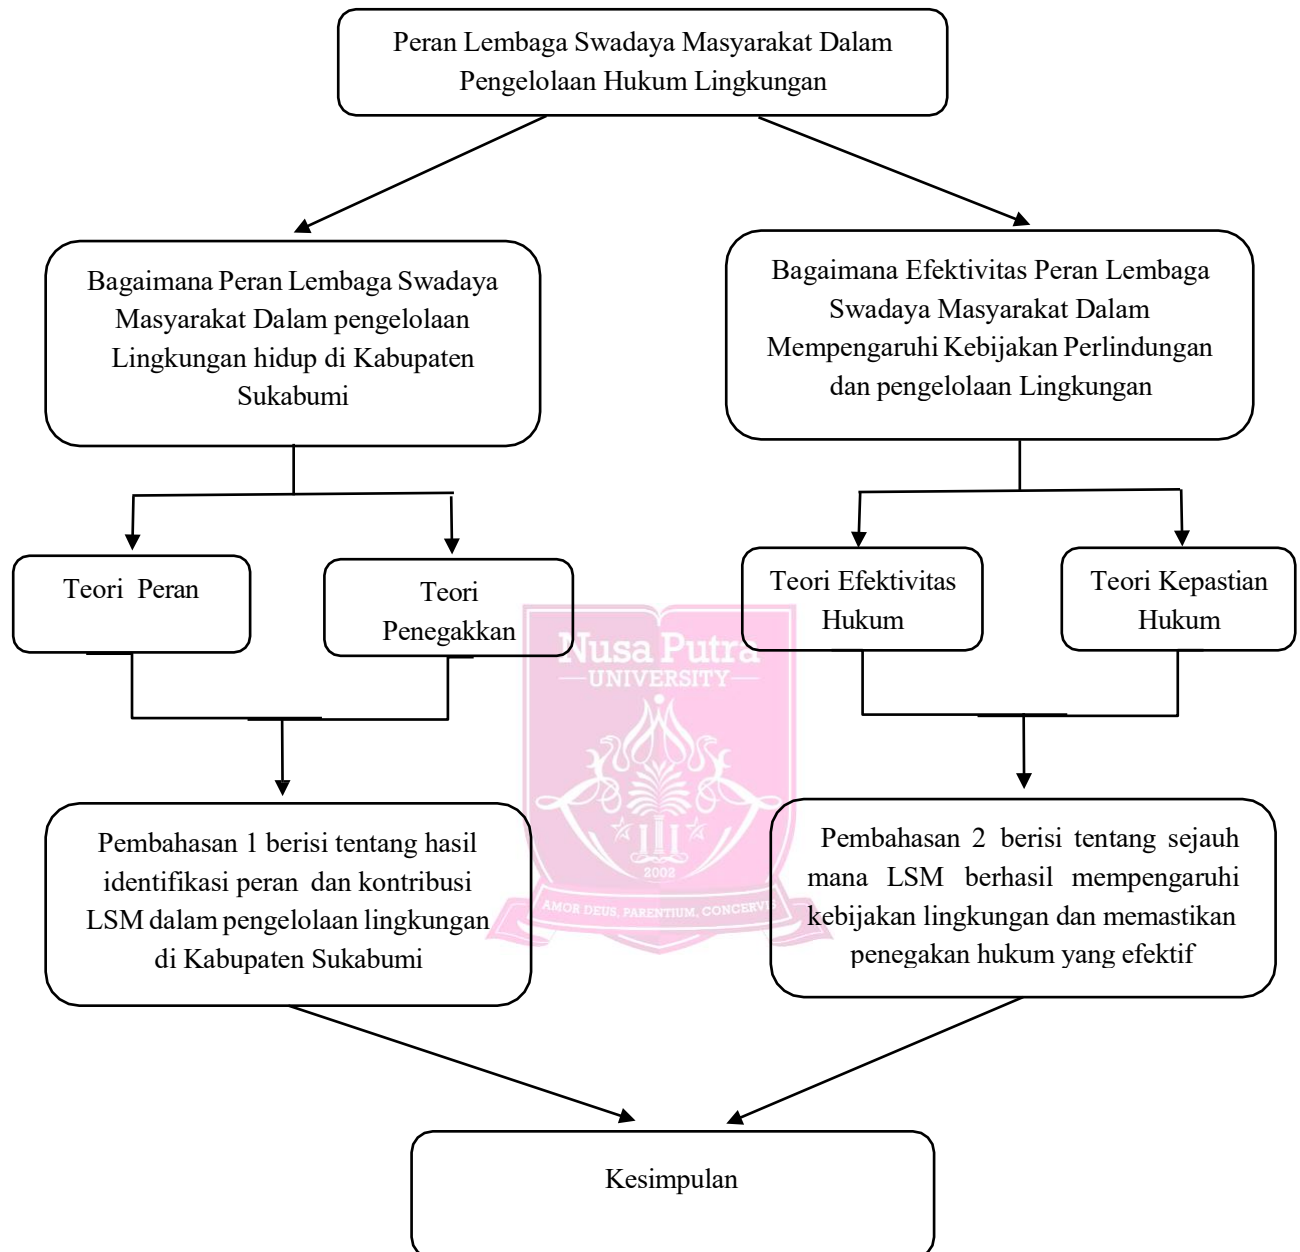 Peran Lembaga Swadaya Masyarakat Dalam
Pengelolaan Hukum Lingkungan
Bagaimana Peran Lembaga Swadaya
Masyarakat Dalam pengelolaan
Lingkungan hidup di Kabupaten
Sukabumi
Bagaimana Efektivitas Peran Lembaga
Swadaya Masyarakat Dalam
Mempengaruhi Kebijakan Perlindungan
dan pengelolaan Lingkungan
Teori Peran
Teori
Penegakkan
Teori Efektivitas
Hukum
Teori Kepastian
Hukum
Nusa Putra
UNIVERSITY
2002
AMOR DEUS, PARENTIUM,
Pembahasan 1 berisi tentang hasil
identifikasi peran dan kontribusi
LSM dalam pengelolaan lingkungan
di Kabupaten Sukabumi
Pembahasan 2 berisi tentang sejauh
mana LSM berhasil mempengaruhi
kebijakan lingkungan dan memastikan
penegakan hukum yang efektif
Kesimpulan